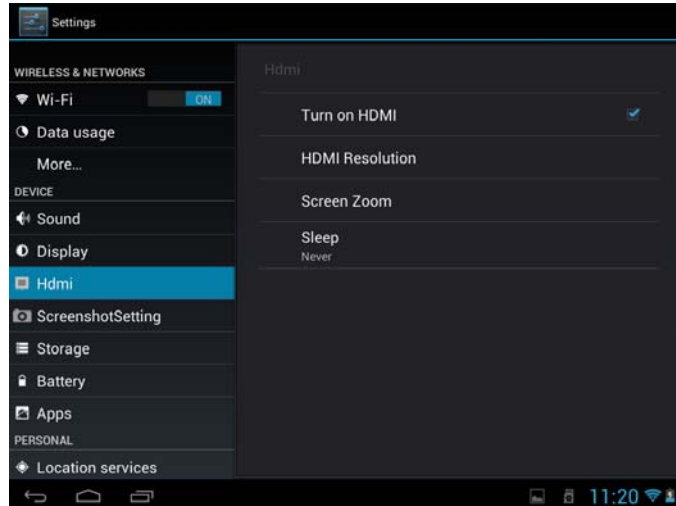 Settings
WIRELESS & NETWORKS
Wi-Fi ON
Data usage
More...
DEVICE
Sound
Display
Hdmi
ScreenshotSetting
Storage
Battery
Apps
PERSONAL
Location services
Hdmi
Turn on HDMI
HDMI Resolution
Screen Zoom
Sleep
Never
11:20